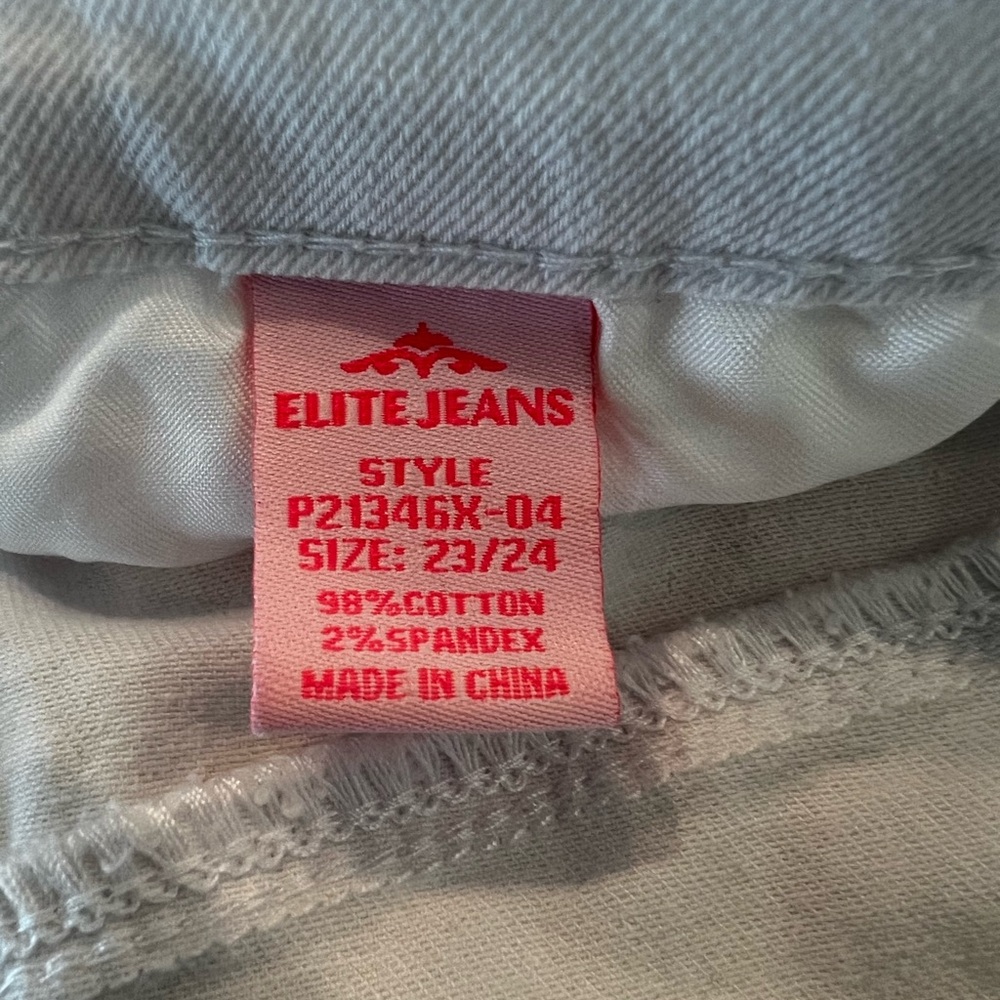 ELITE JEANS
STYLE
P21346X-04
SIZE: 23/24
98%COTTON
2%SPANDEX
MADE IN CHINA